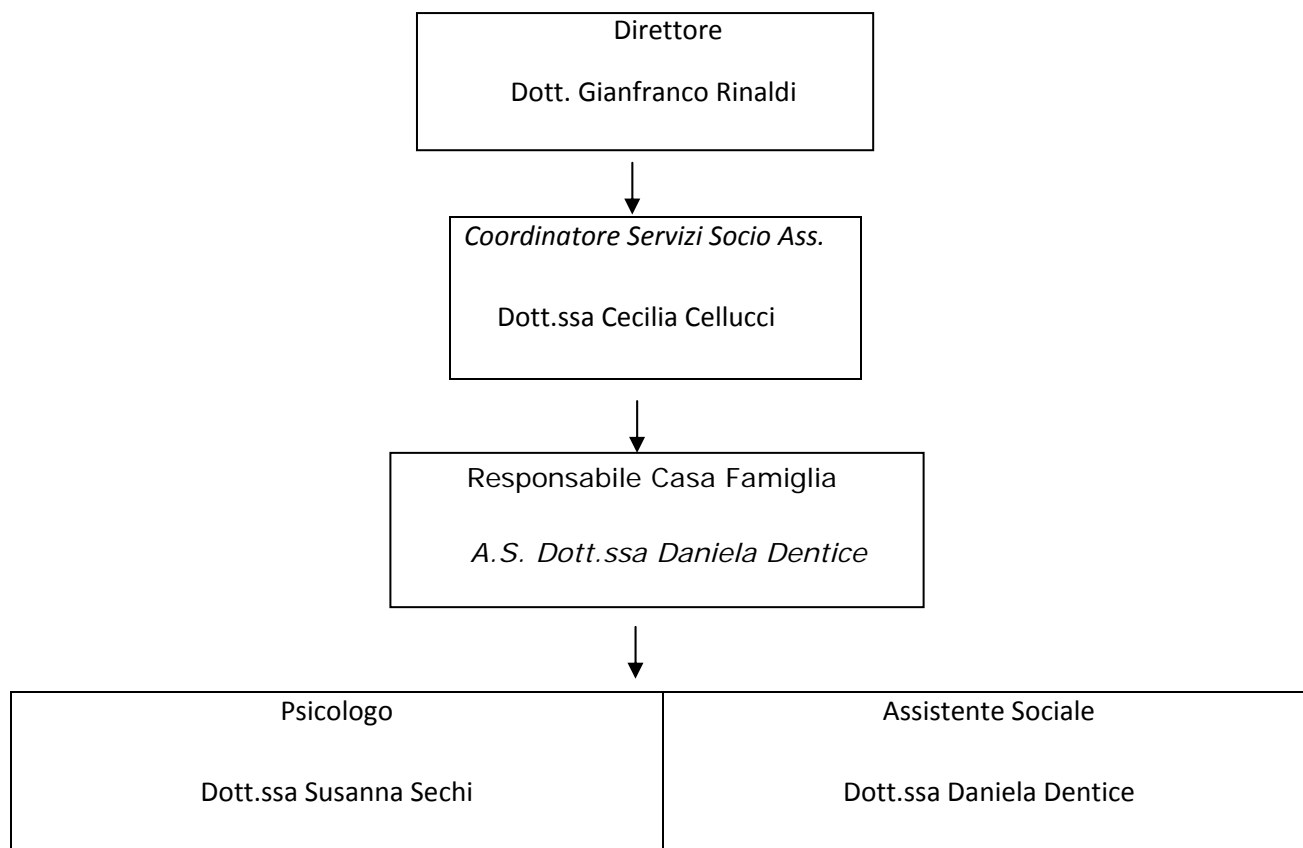 Direttore
Dott. Gianfranco Rinaldi
Coordinatore Servizi Socio Ass.
Dott.ssa Cecilia Cellucci
Responsabile Casa Famiglia
A.S. Dott.ssa Daniela Dentice
Psicologo
Dott.ssa Susanna Sechi
Assistente Sociale
Dott.ssa Daniela Dentice